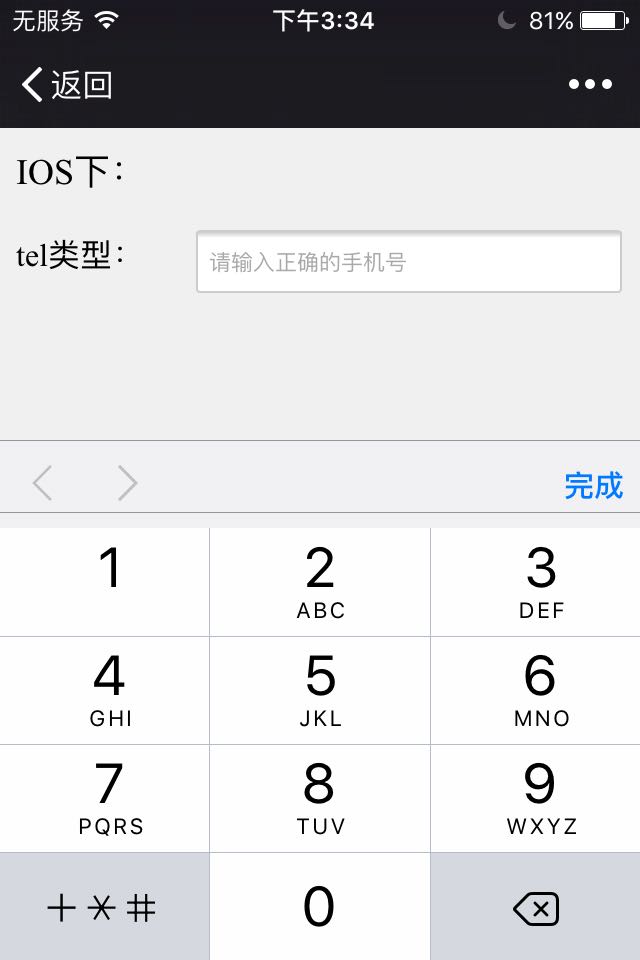 无服务 下午3:34 81%
返回
IOS下：
tel类型： 请输入正确的手机号
完成
1 2 3
ABC DEF
4 5 6
GHI JKL MNO
7 8 9
PQRS TUV WXYZ
+*# 0